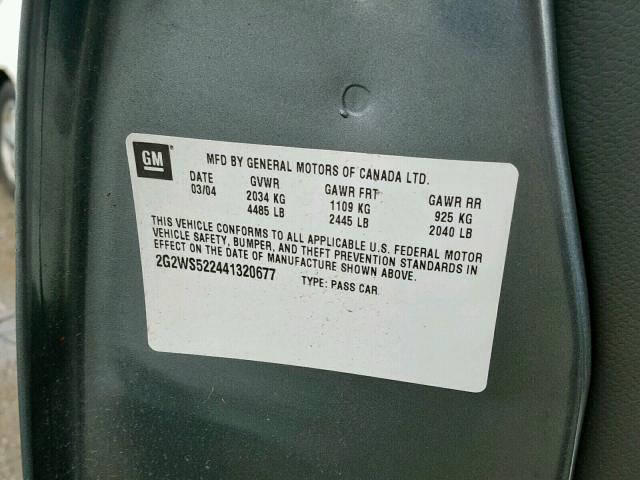 GM
MFD BY GENERAL MOTORS OF CANADA LTD.
DATE GVWR GAWR FRT GAWR RR
03/04 2034 KG 1109 KG 925 KG
4485 LB 2445 LB 2040 LB
THIS VEHICLE CONFORMS TO ALL APPLICABLE U.S. FEDERAL MOTOR
VEHICLE SAFETY, BUMPER, AND THEFT PREVENTION STANDARDS IN
EFFECT ON THE DATE OF MANUFACTURE SHOWN ABOVE.
2G2WS522441320677 TYPE: PASS CAR